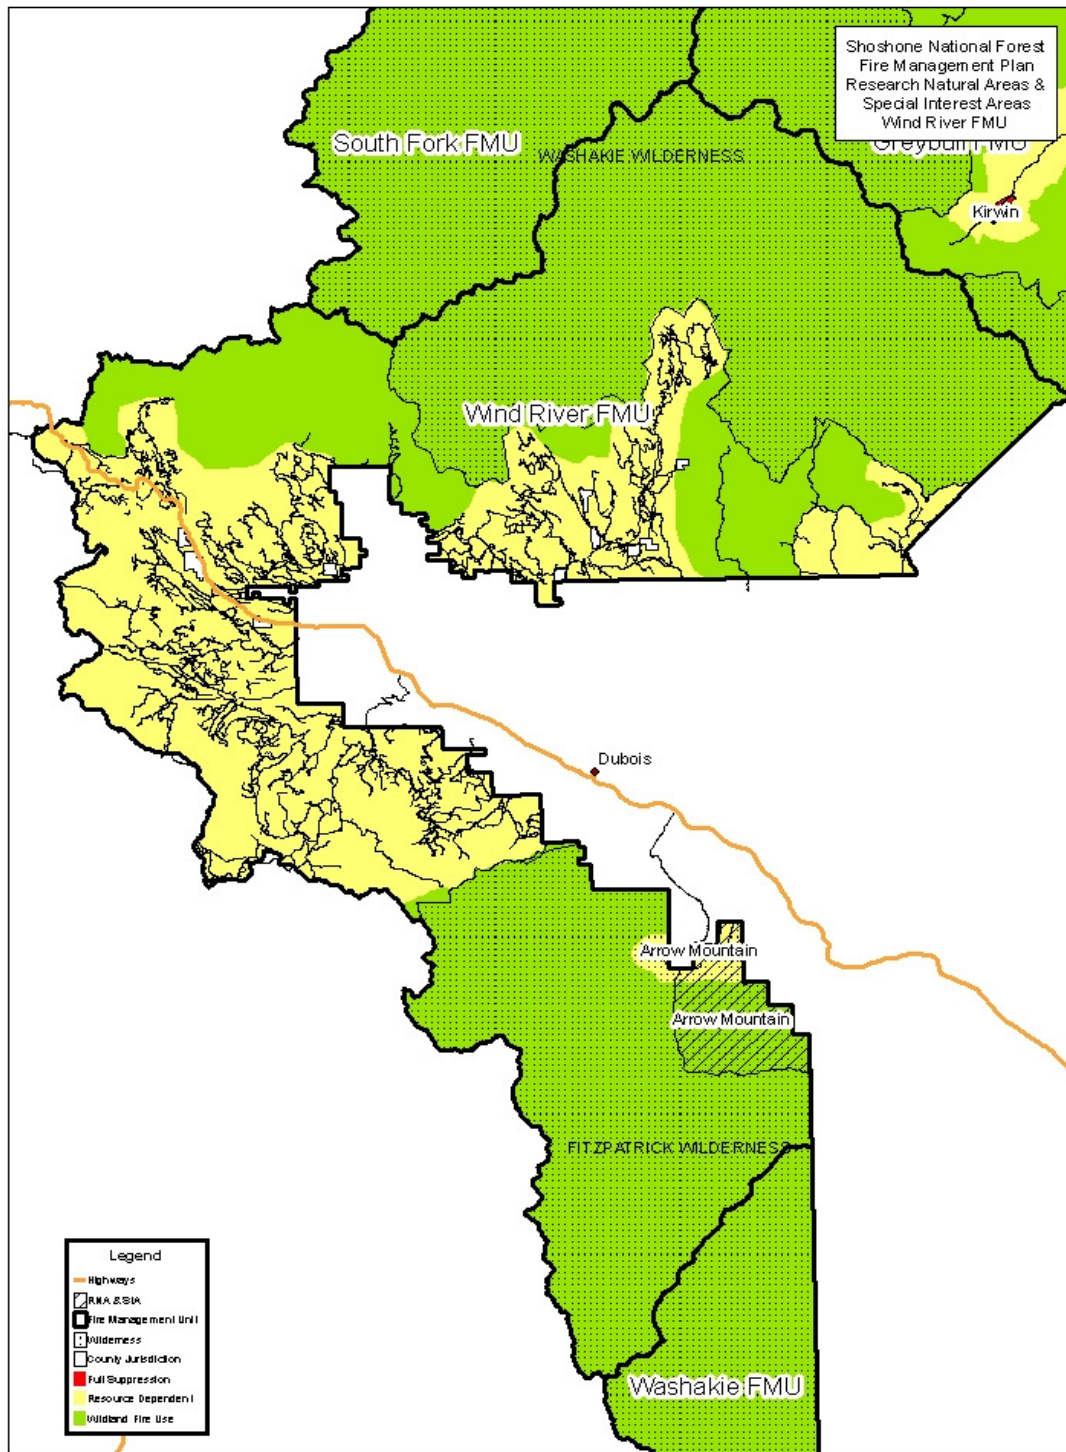 Shoshone National Forest
Fire Management Plan
Research Natural Areas &
Special Interest Areas
Wind River FMU
Greybull FMU
South Fork FMU
WASHAKIE WILDERNESS
Kirwin
Wind River FMU
Dubois
Arrow Mountain
Arrow Mountain
FITZPATRICK WILDERNESS
Washakie FMU
Legend
Highways
RNA & SIA
Fire Management Unit
Wilderness
County Jurisdiction
Full Suppression
Resource Dependent
Wildland Fire Use